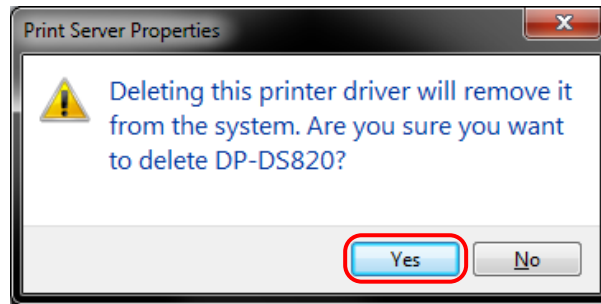 Print Server Properties
Deleting this printer driver will remove it
from the system. Are you sure you want
to delete DP-DS820?
Yes
No